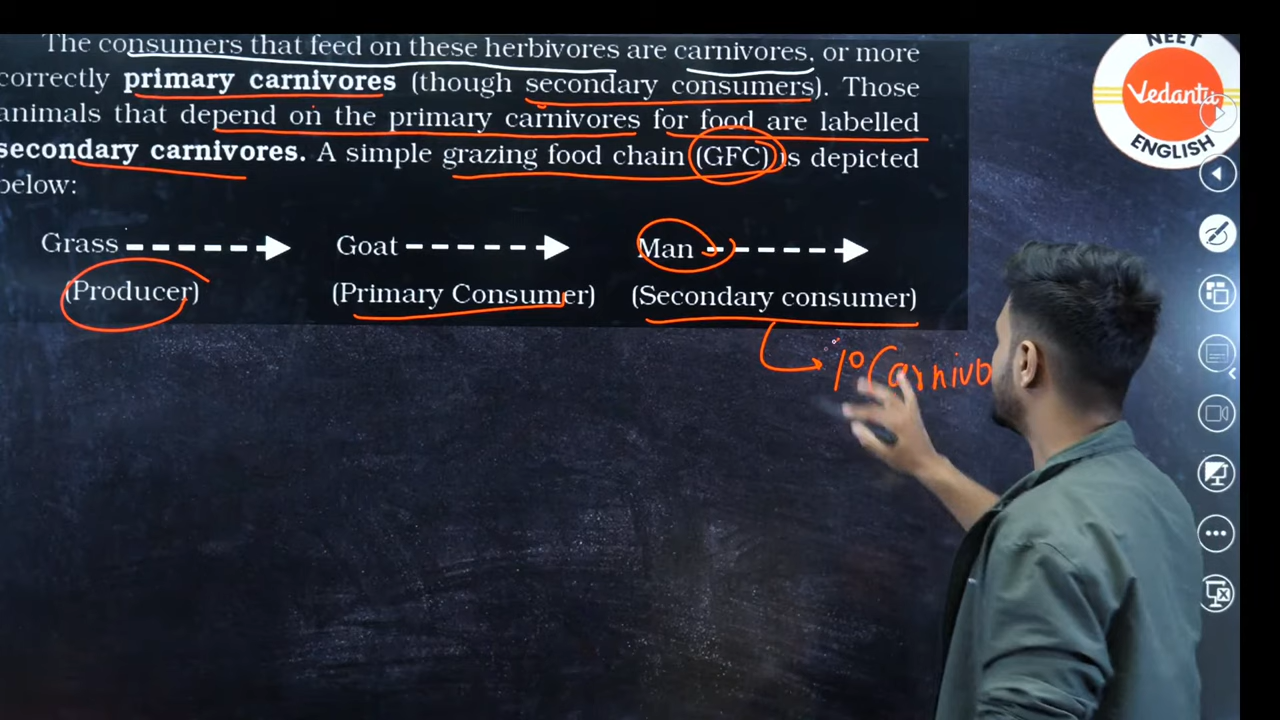 The consumers that feed on these herbivores are carnivores, or more
correctly primary carnivores (though secondary consumers). Those
animals that depend on the primary carnivores for food are labelled
secondary carnivores. A simple grazing food chain (GFC) is depicted
below:
Grass Goat Man
(Producer) (Primary Consumer) (Secondary consumer)
1° Carnivo
NEET
Vedantu
ENGLISH